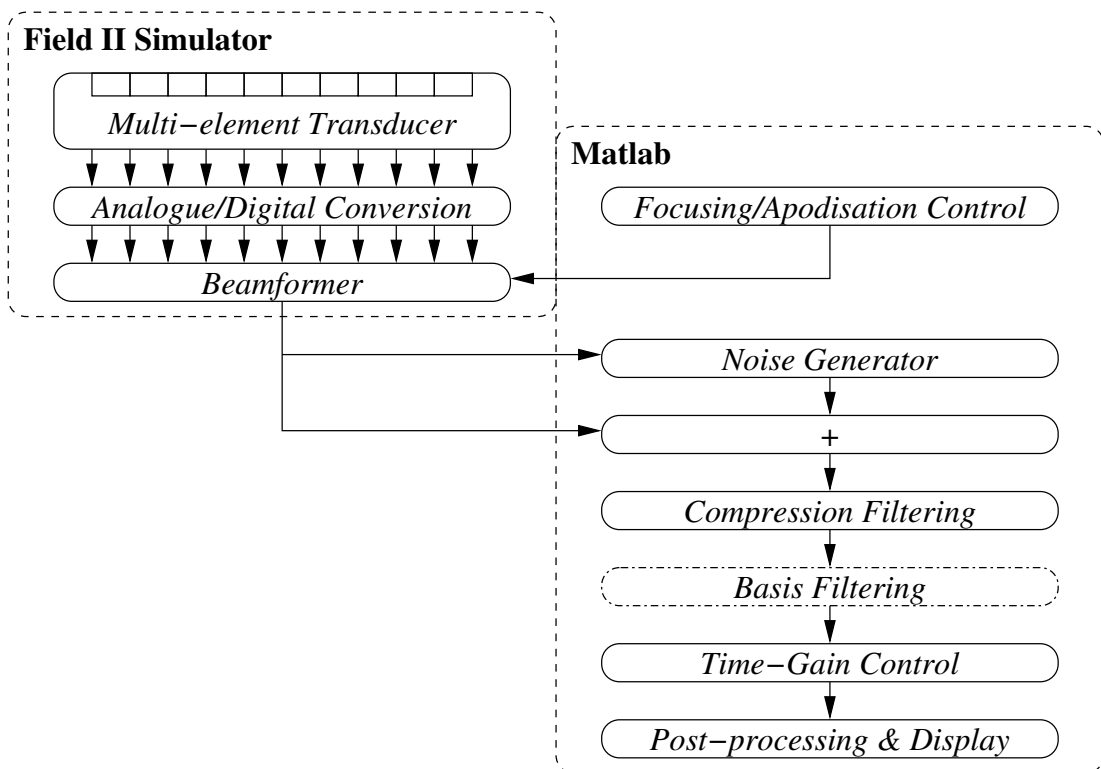 Field II Simulator
Multi−element Transducer
Analogue/Digital Conversion
Beamformer
Matlab
Focusing/Apodisation Control
Noise Generator
+
Compression Filtering
Basis Filtering
Time−Gain Control
Post−processing & Display